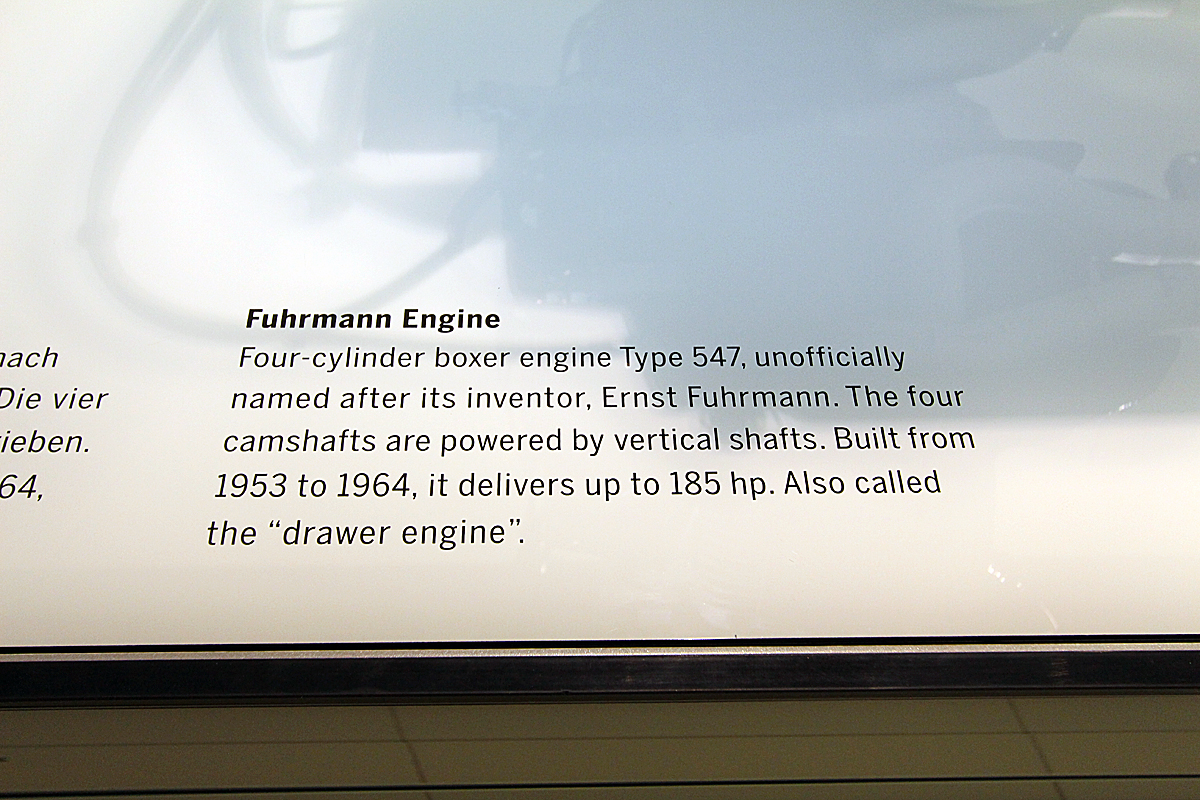 nach
Die vier
ieben.
64,
Fuhrmann Engine
Four-cylinder boxer engine Type 547, unofficially
named after its inventor, Ernst Fuhrmann. The four
camshafts are powered by vertical shafts. Built from
1953 to 1964, it delivers up to 185 hp. Also called
the “drawer engine”.